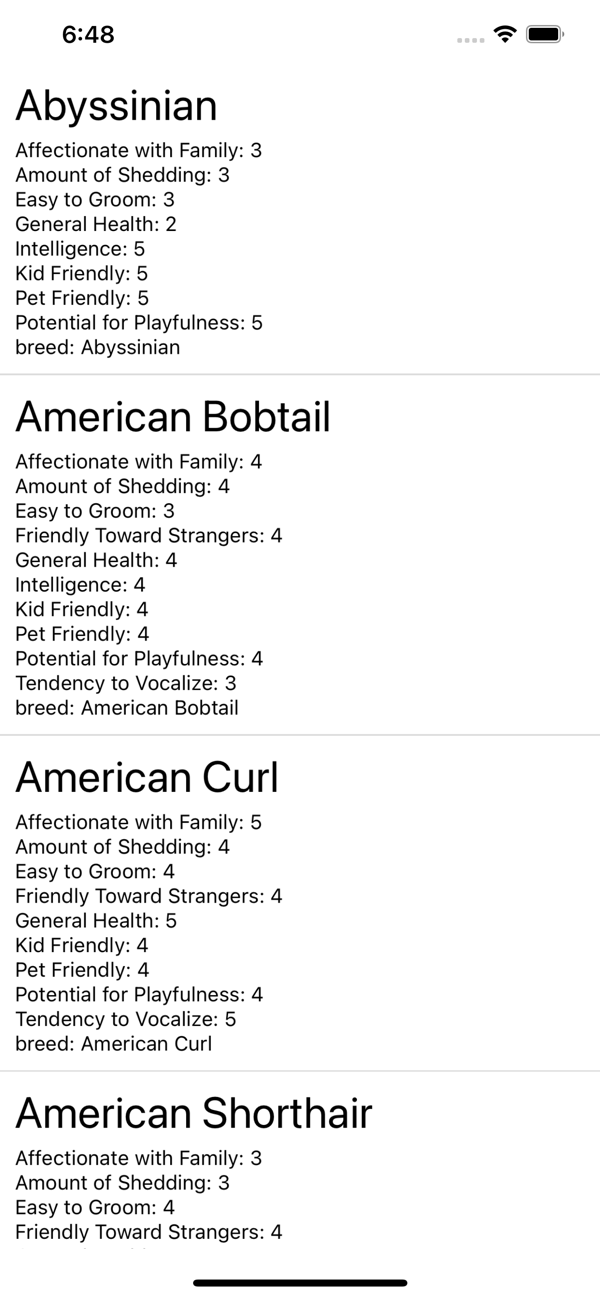 6:48
Abyssinian
Affectionate with Family: 3
Amount of Shedding: 3
Easy to Groom: 3
General Health: 2
Intelligence: 5
Kid Friendly: 5
Pet Friendly: 5
Potential for Playfulness: 5
breed: Abyssinian
American Bobtail
Affectionate with Family: 4
Amount of Shedding: 4
Easy to Groom: 3
Friendly Toward Strangers: 4
General Health: 4
Intelligence: 4
Kid Friendly: 4
Pet Friendly: 4
Potential for Playfulness: 4
Tendency to Vocalize: 3
breed: American Bobtail
American Curl
Affectionate with Family: 5
Amount of Shedding: 4
Easy to Groom: 4
Friendly Toward Strangers: 4
General Health: 5
Kid Friendly: 4
Pet Friendly: 4
Potential for Playfulness: 4
Tendency to Vocalize: 5
breed: American Curl
American Shorthair
Affectionate with Family: 3
Amount of Shedding: 3
Easy to Groom: 4
Friendly Toward Strangers: 4